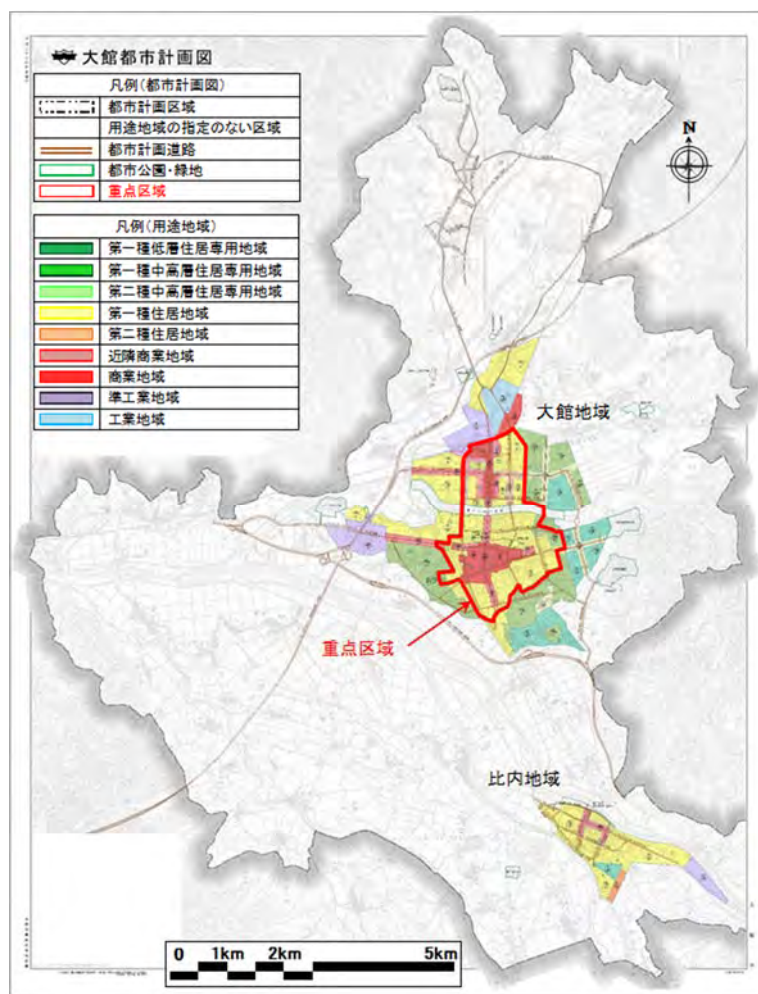 大館都市計画図
凡例(都市計画図)
都市計画区域
用途地域の指定のない区域
都市計画道路
都市公園・緑地
重点区域
凡例(用途地域)
第一種低層住居専用地域
第一種中高層住居専用地域
第二種中高層住居専用地域
第一種住居地域
第二種住居地域
近隣商業地域
商業地域
準工業地域
工業地域
N
大館地域
重点区域
比内地域
0 1km 2km 5km